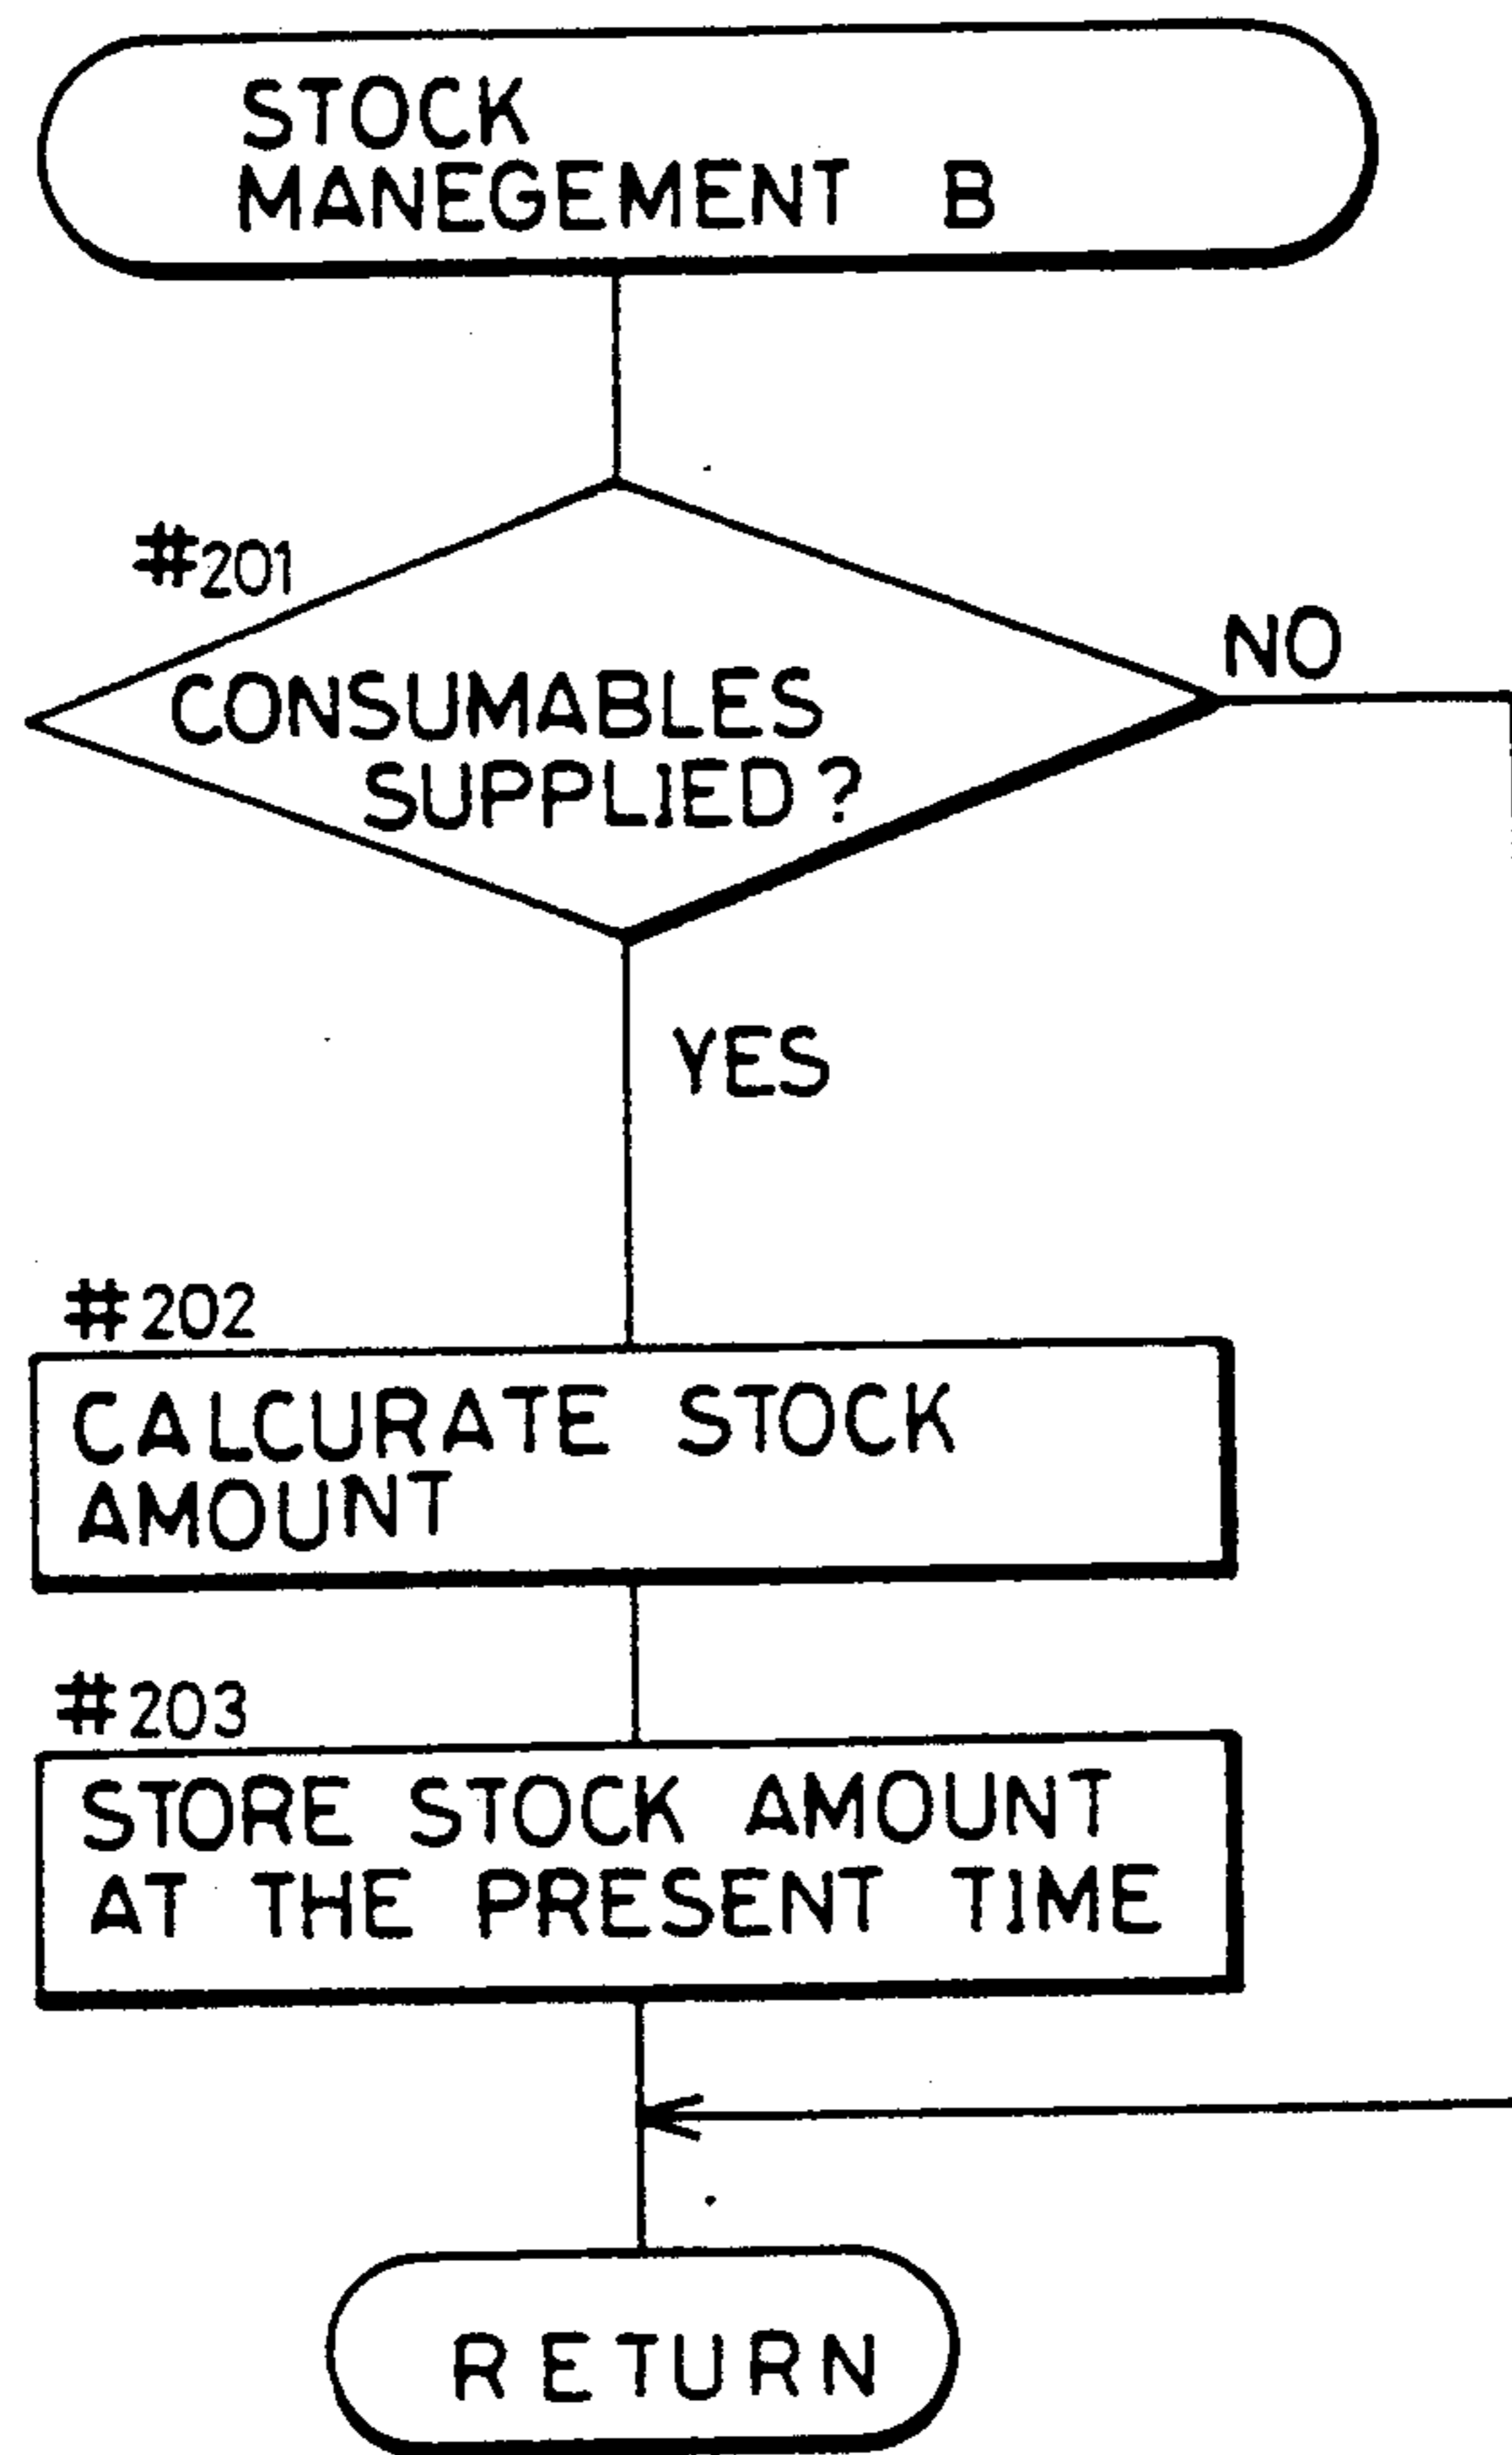 STOCK
MANEGEMENT B
#201
CONSUMABLES
SUPPLIED?
NO
YES
#202
CALCURATE STOCK
AMOUNT
#203
STORE STOCK AMOUNT
AT THE PRESENT TIME
RETURN